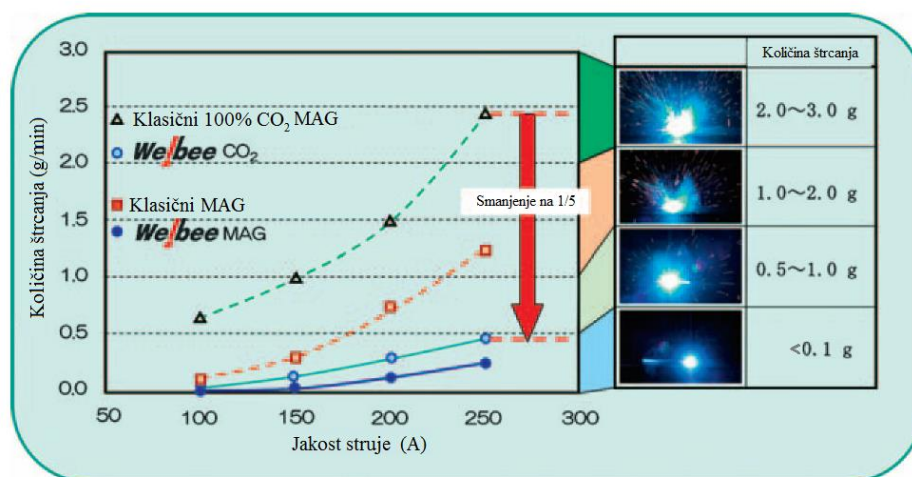 Količina štrcanja (g/min)
3.0
2.5
2.0
1.5
1.0
0.5
0.0
50
100
150
200
250
300
Jakost struje (A)
Klasični 100% CO₂ MAG
Welbee CO₂
Klasični MAG
Welbee MAG
Smanjenje na 1/5
Količina štrcanja
2.0～3.0 g
1.0～2.0 g
0.5～1.0 g
<0.1 g